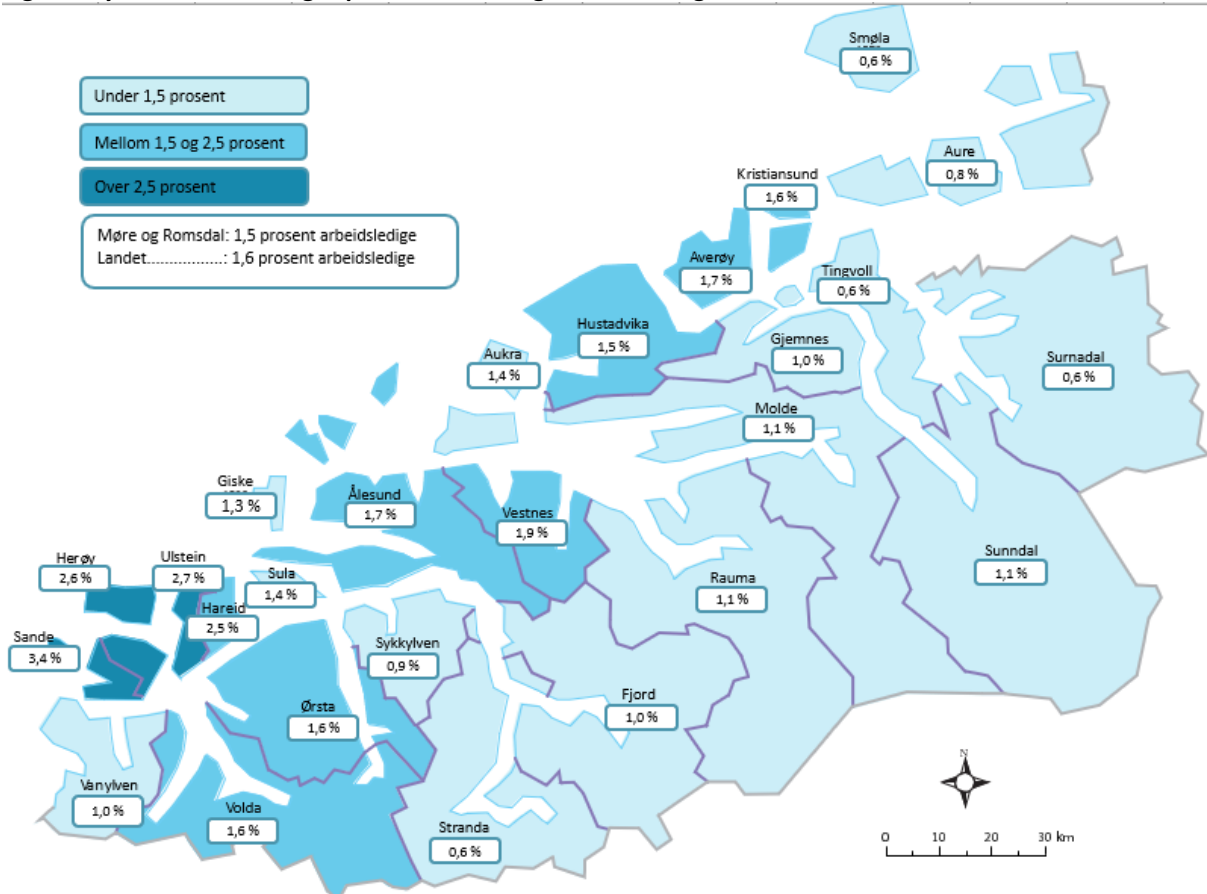 Under 1,5 prosent
Mellom 1,5 og 2,5 prosent
Over 2,5 prosent
Møre og Romsdal: 1,5 prosent arbeidsledige
Landet.................: 1,6 prosent arbeidsledige
Smøla
0,6 %
Aure
0,8 %
Kristiansund
1,6 %
Averøy
1,7 %
Tingvoll
0,6 %
Hustadvika
1,5 %
Gjemnes
1,0 %
Aukra
1,4 %
Surnadal
0,6 %
Molde
1,1 %
Giske
1,3 %
Ålesund
1,7 %
Vestnes
1,9 %
Herøy
2,6 %
Ulstein
2,7 %
Sula
1,4 %
Hareid
2,5 %
Rauma
1,1 %
Sunndal
1,1 %
Sande
3,4 %
Sykkylven
0,9 %
Fjord
1,0 %
Ørsta
1,6 %
Vanylven
1,0 %
Volda
1,6 %
Stranda
0,6 %
N
0 10 20 30 km